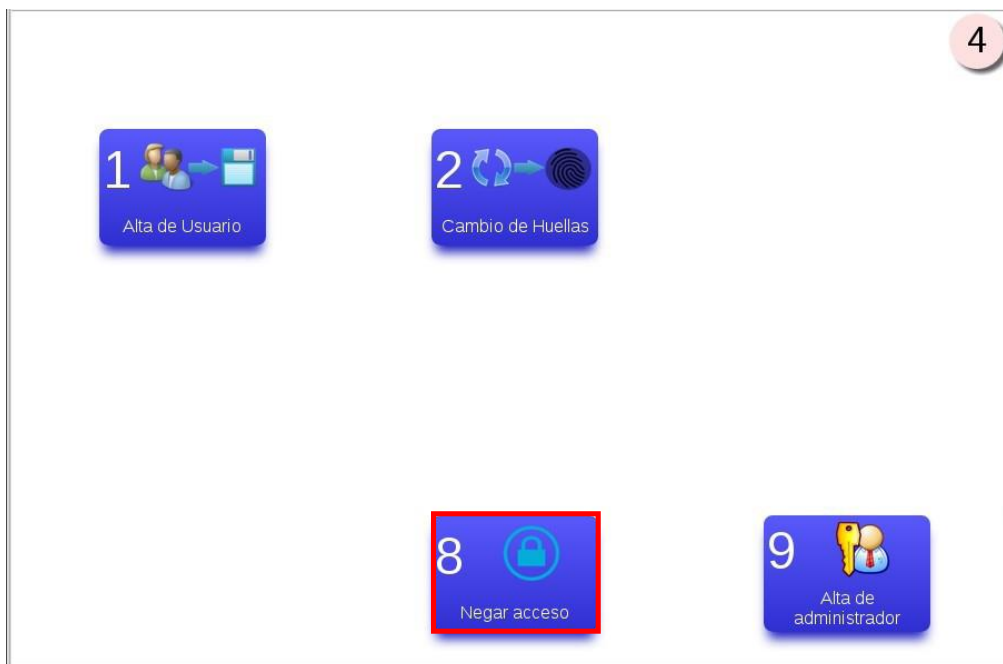 4
1
Alta de Usuario
2
Cambio de Huellas
8
Negar acceso
9
Alta de
administrador